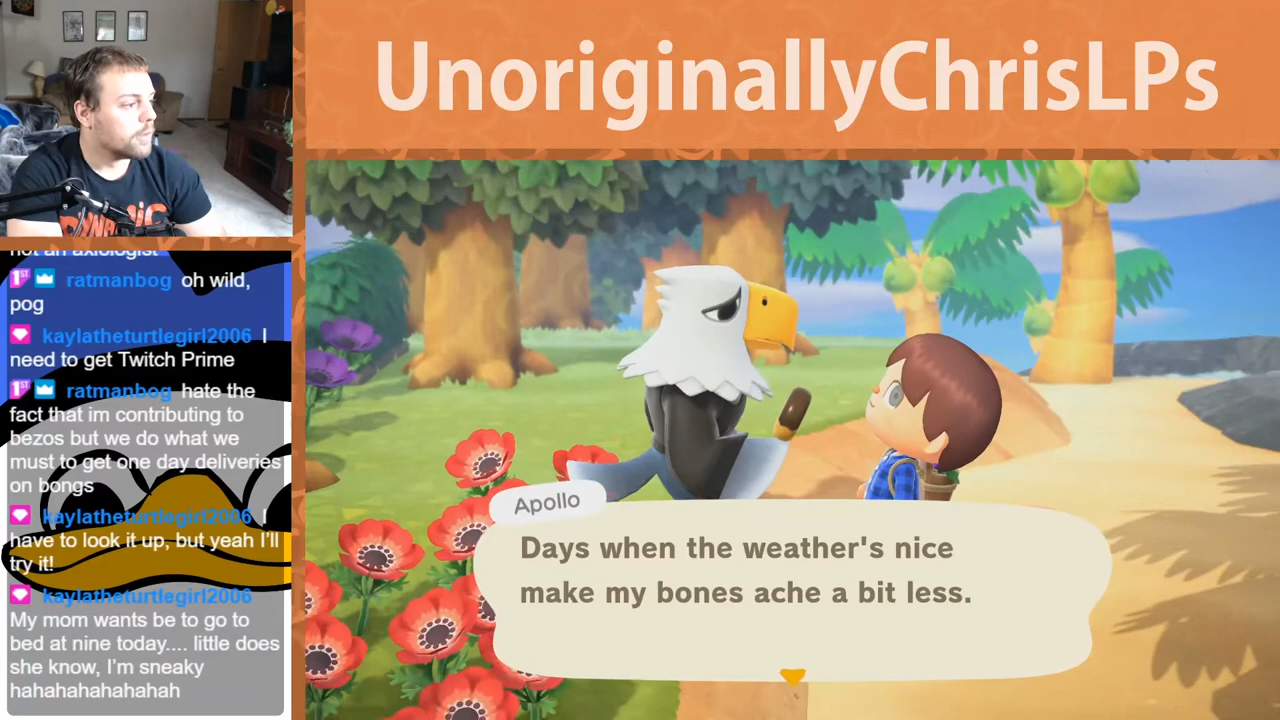 UnoriginallyChrisLPs
not an axiologist
ratmanbog oh wild,
pog
kaylatheturtlegirl2006 I
need to get Twitch Prime
ratmanbog hate the
fact that im contributing to
bezos but we do what we
must to get one day deliveries
on bongs
kaylatheturtlegirl2006 I
have to look it up, but yeah I'll
try it!
kaylatheturtlegirl2006
My mom wants be to go to
bed at nine today.... little does
she know, I'm sneaky
hahahahahahahah
Apollo
Days when the weather's nice
make my bones ache a bit less.